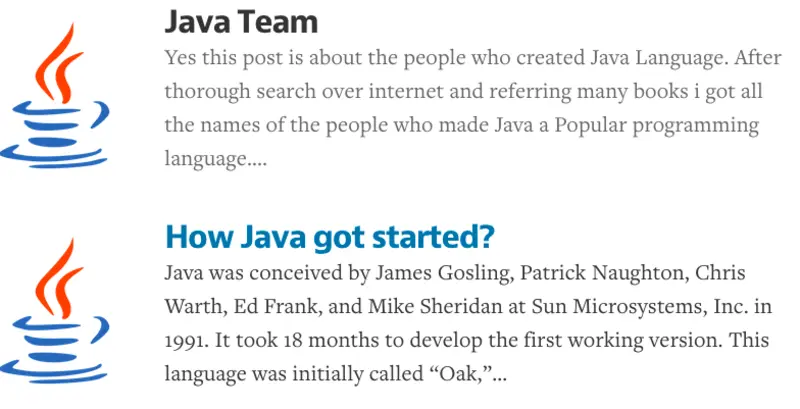 Java Team
Yes this post is about the people who created Java Language. After
thorough search over internet and referring many books i got all
the names of the people who made Java a Popular programming
language....
How Java got started?
Java was conceived by James Gosling, Patrick Naughton, Chris
Warth, Ed Frank, and Mike Sheridan at Sun Microsystems, Inc. in
1991. It took 18 months to develop the first working version. This
language was initially called “Oak,”...